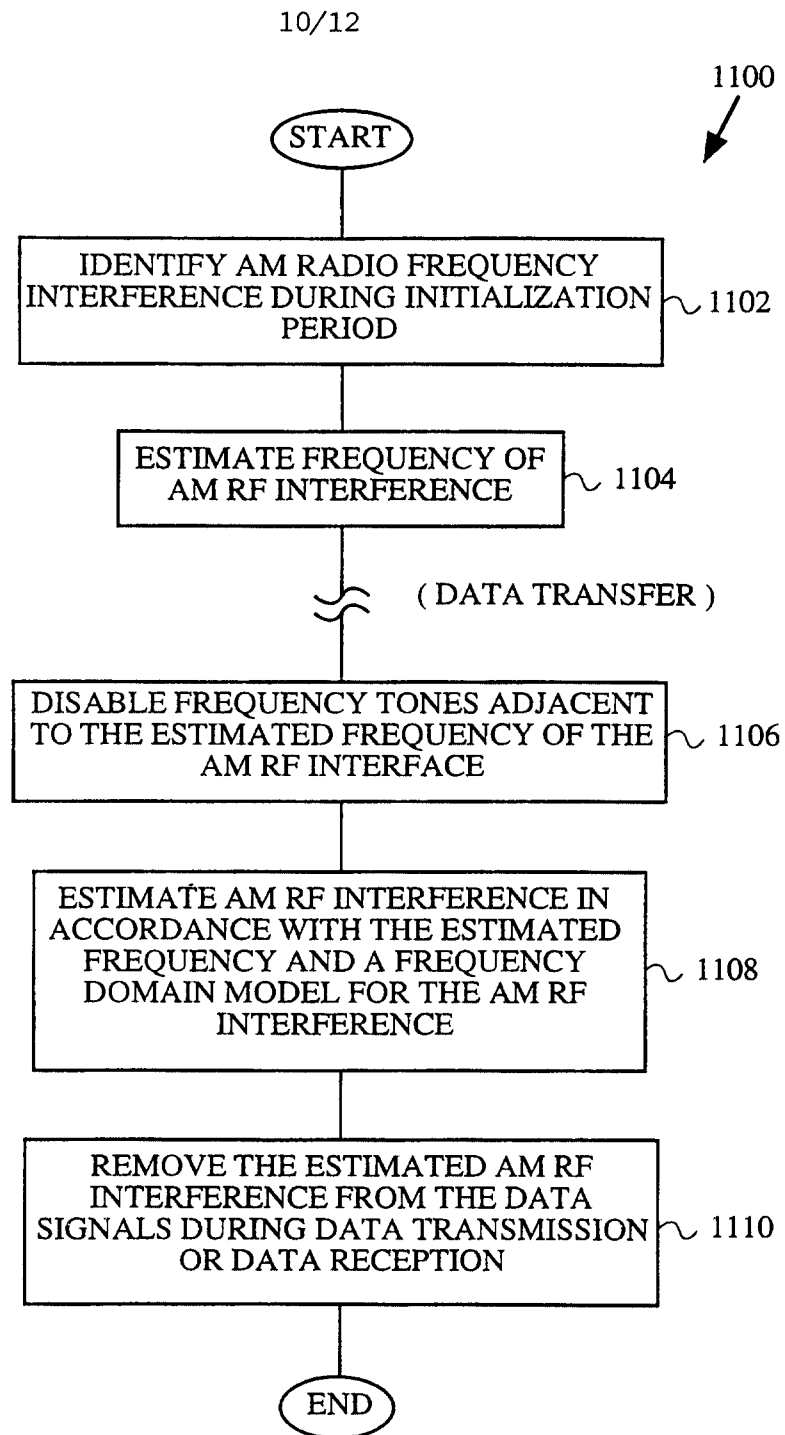 10/12
1100
START
IDENTIFY AM RADIO FREQUENCY
INTERFERENCE DURING INITIALIZATION
PERIOD
1102
ESTIMATE FREQUENCY OF
AM RF INTERFERENCE
1104
( DATA TRANSFER )
DISABLE FREQUENCY TONES ADJACENT
TO THE ESTIMATED FREQUENCY OF THE
AM RF INTERFACE
1106
ESTIMATE AM RF INTERFERENCE IN
ACCORDANCE WITH THE ESTIMATED
FREQUENCY AND A FREQUENCY
DOMAIN MODEL FOR THE AM RF
INTERFERENCE
1108
REMOVE THE ESTIMATED AM RF
INTERFERENCE FROM THE DATA
SIGNALS DURING DATA TRANSMISSION
OR DATA RECEPTION
1110
END